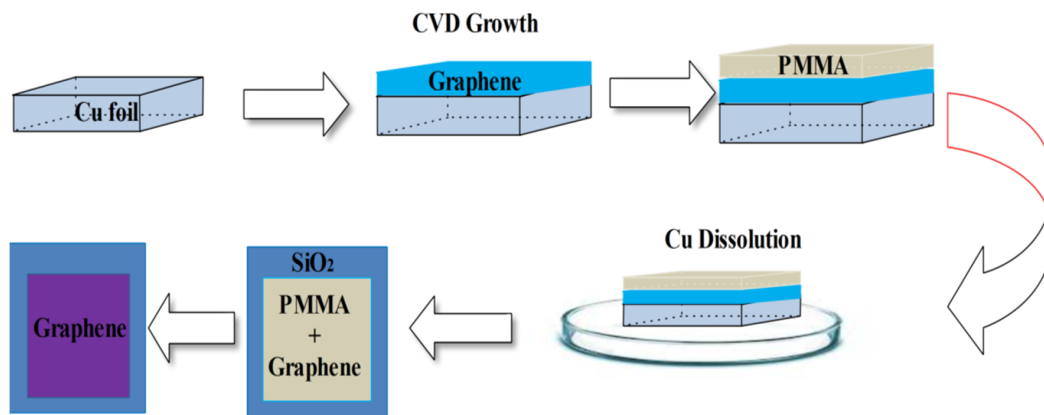 CVD Growth
Cu foil
Graphene
PMMA
Cu Dissolution
SiO₂
PMMA
+
Graphene
Graphene